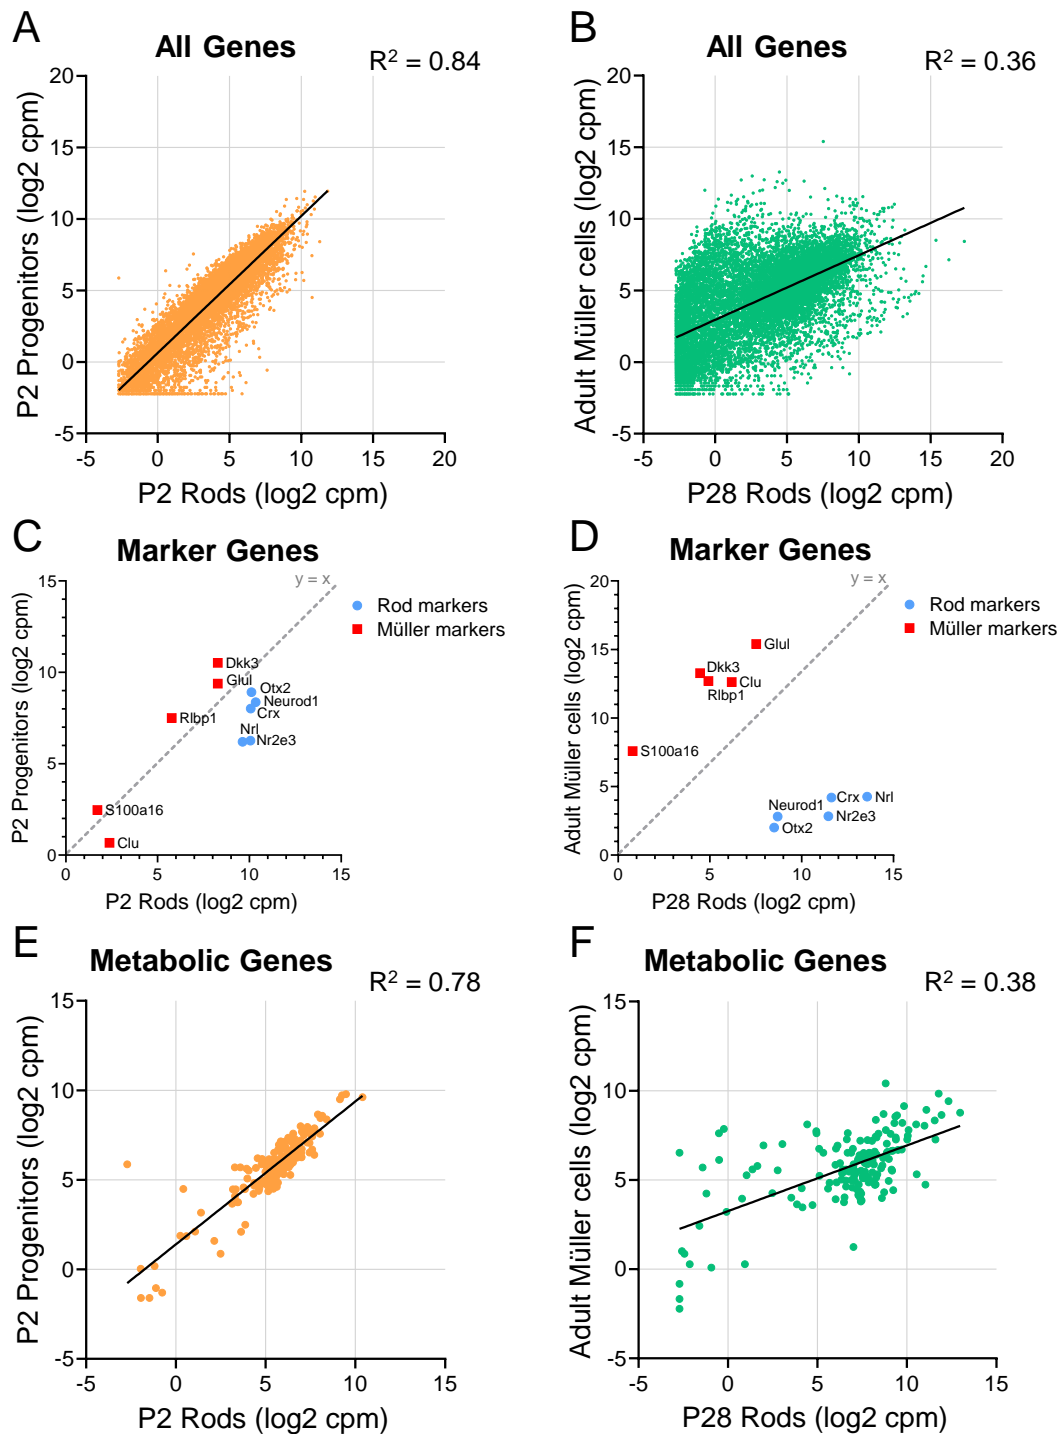 A
All Genes
R² = 0.84
P2 Progenitors (log2 cpm)
20
15
10
5
0
-5
-5 0 5 10 15 20
P2 Rods (log2 cpm)
B
All Genes
R² = 0.36
Adult Müller cells (log2 cpm)
20
15
10
5
0
-5
-5 0 5 10 15 20
P28 Rods (log2 cpm)
C
Marker Genes
P2 Progenitors (log2 cpm)
15
10
5
0
0 5 10 15
P2 Rods (log2 cpm)
y = x
Rod markers
Müller markers
Dkk3
Glul
Otx2
Neurod1
Crx
Rlbp1
Nrl
Nr2e3
S100a16
Clu
D
Marker Genes
Adult Müller cells (log2 cpm)
20
15
10
5
0
0 5 10 15
P28 Rods (log2 cpm)
y = x
Rod markers
Müller markers
Glul
Dkk3
Rlbp1
Clu
S100a16
Crx
Nrl
Neurod1
Nr2e3
Otx2
E
Metabolic Genes
R² = 0.78
P2 Progenitors (log2 cpm)
15
10
5
0
-5
-5 0 5 10 15
P2 Rods (log2 cpm)
F
Metabolic Genes
R² = 0.38
Adult Müller cells (log2 cpm)
15
10
5
0
-5
-5 0 5 10 15
P28 Rods (log2 cpm)